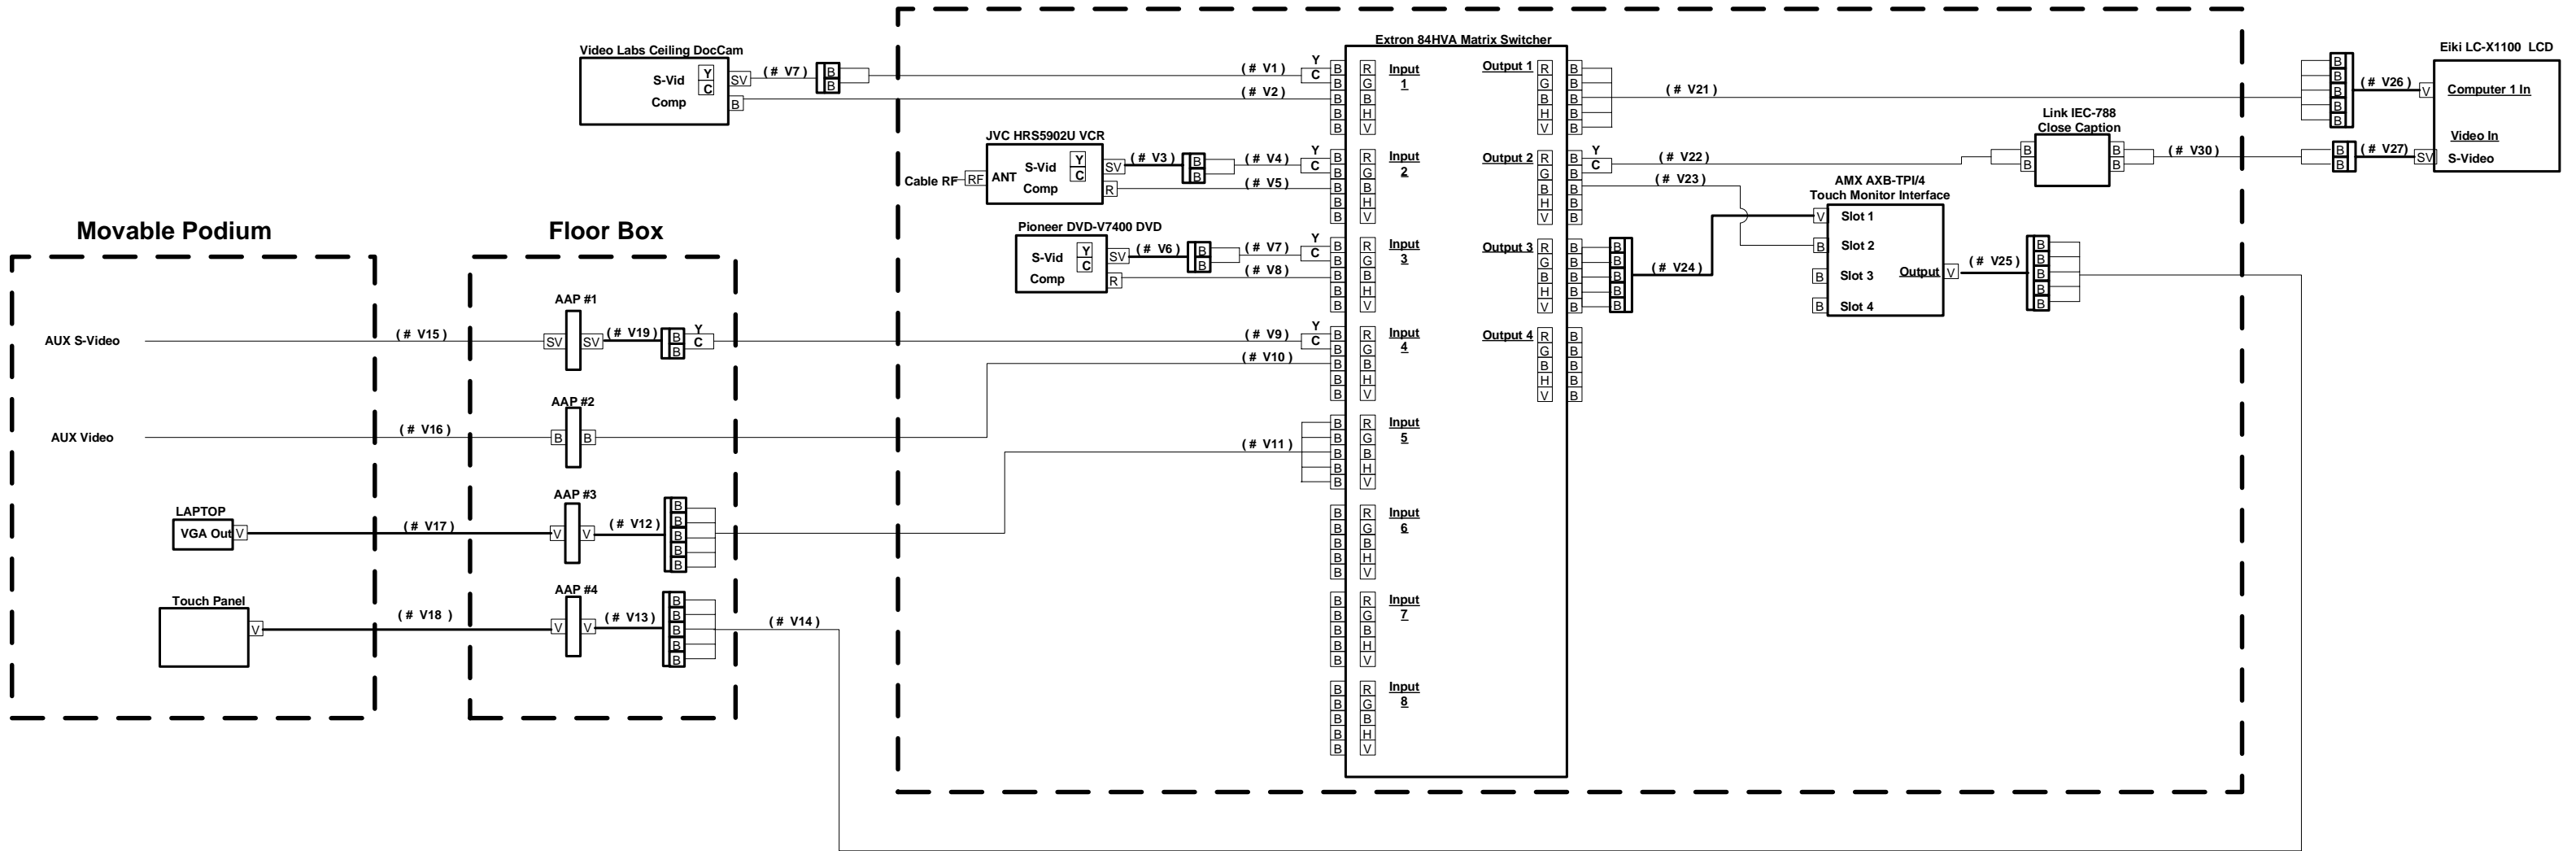 Extron 84HVA Matrix Switcher
Eiki LC-X1100 LCD
Video Labs Ceiling DocCam
S-Vid
Y
C
SV
Comp
B
(# V7)
B
B
(# V1)
Y
C
(# V2)
B R
B G
B B
B H
B V
Input
1
Output 1
R B
G B
B B
H B
V B
(# V21)
B
B
B
B
B
(# V26)
V
Computer 1 In
Video In
S-Video
Link IEC-788
Close Caption
B
B
B
B
(# V30)
B
B
(# V27)
SV
JVC HRS5902U VCR
Cable RF
RF
ANT
S-Vid
Y
C
SV
Comp
R
(# V3)
B
B
(# V4)
Y
C
(# V5)
B R
B G
B B
B H
B V
Input
2
Output 2
R B
G B
B B
H B
V B
Y
C
(# V22)
(# V23)
AMX AXB-TPI/4
Touch Monitor Interface
V
Slot 1
B
Slot 2
B
Slot 3
B
Slot 4
Output
V
(# V25)
B
B
B
B
B
Pioneer DVD-V7400 DVD
S-Vid
Y
C
SV
Comp
R
(# V6)
B
B
(# V7)
Y
C
(# V8)
B R
B G
B B
B H
B V
Input
3
Output 3
R B
G B
B B
H B
V B
B
B
B
B
B
(# V24)
Movable Podium
Floor Box
AUX S-Video
(# V15)
AAP #1
SV
SV
(# V19)
B
B
Y
C
(# V9)
Y
C
(# V10)
B R
B G
B B
B H
B V
Input
4
Output 4
R B
G B
B B
H B
V B
AUX Video
(# V16)
AAP #2
B
B
(# V11)
B R
B G
B B
B H
B V
Input
5
LAPTOP
VGA Out
V
(# V17)
AAP #3
V
V
(# V12)
B
B
B
B
B
B R
B G
B B
B H
B V
Input
6
Touch Panel
V
(# V18 )
AAP #4
V
V
(# V13)
B
B
B
B
B
(# V14)
B R
B G
B B
B H
B V
Input
7
B R
B G
B B
B H
B V
Input
8